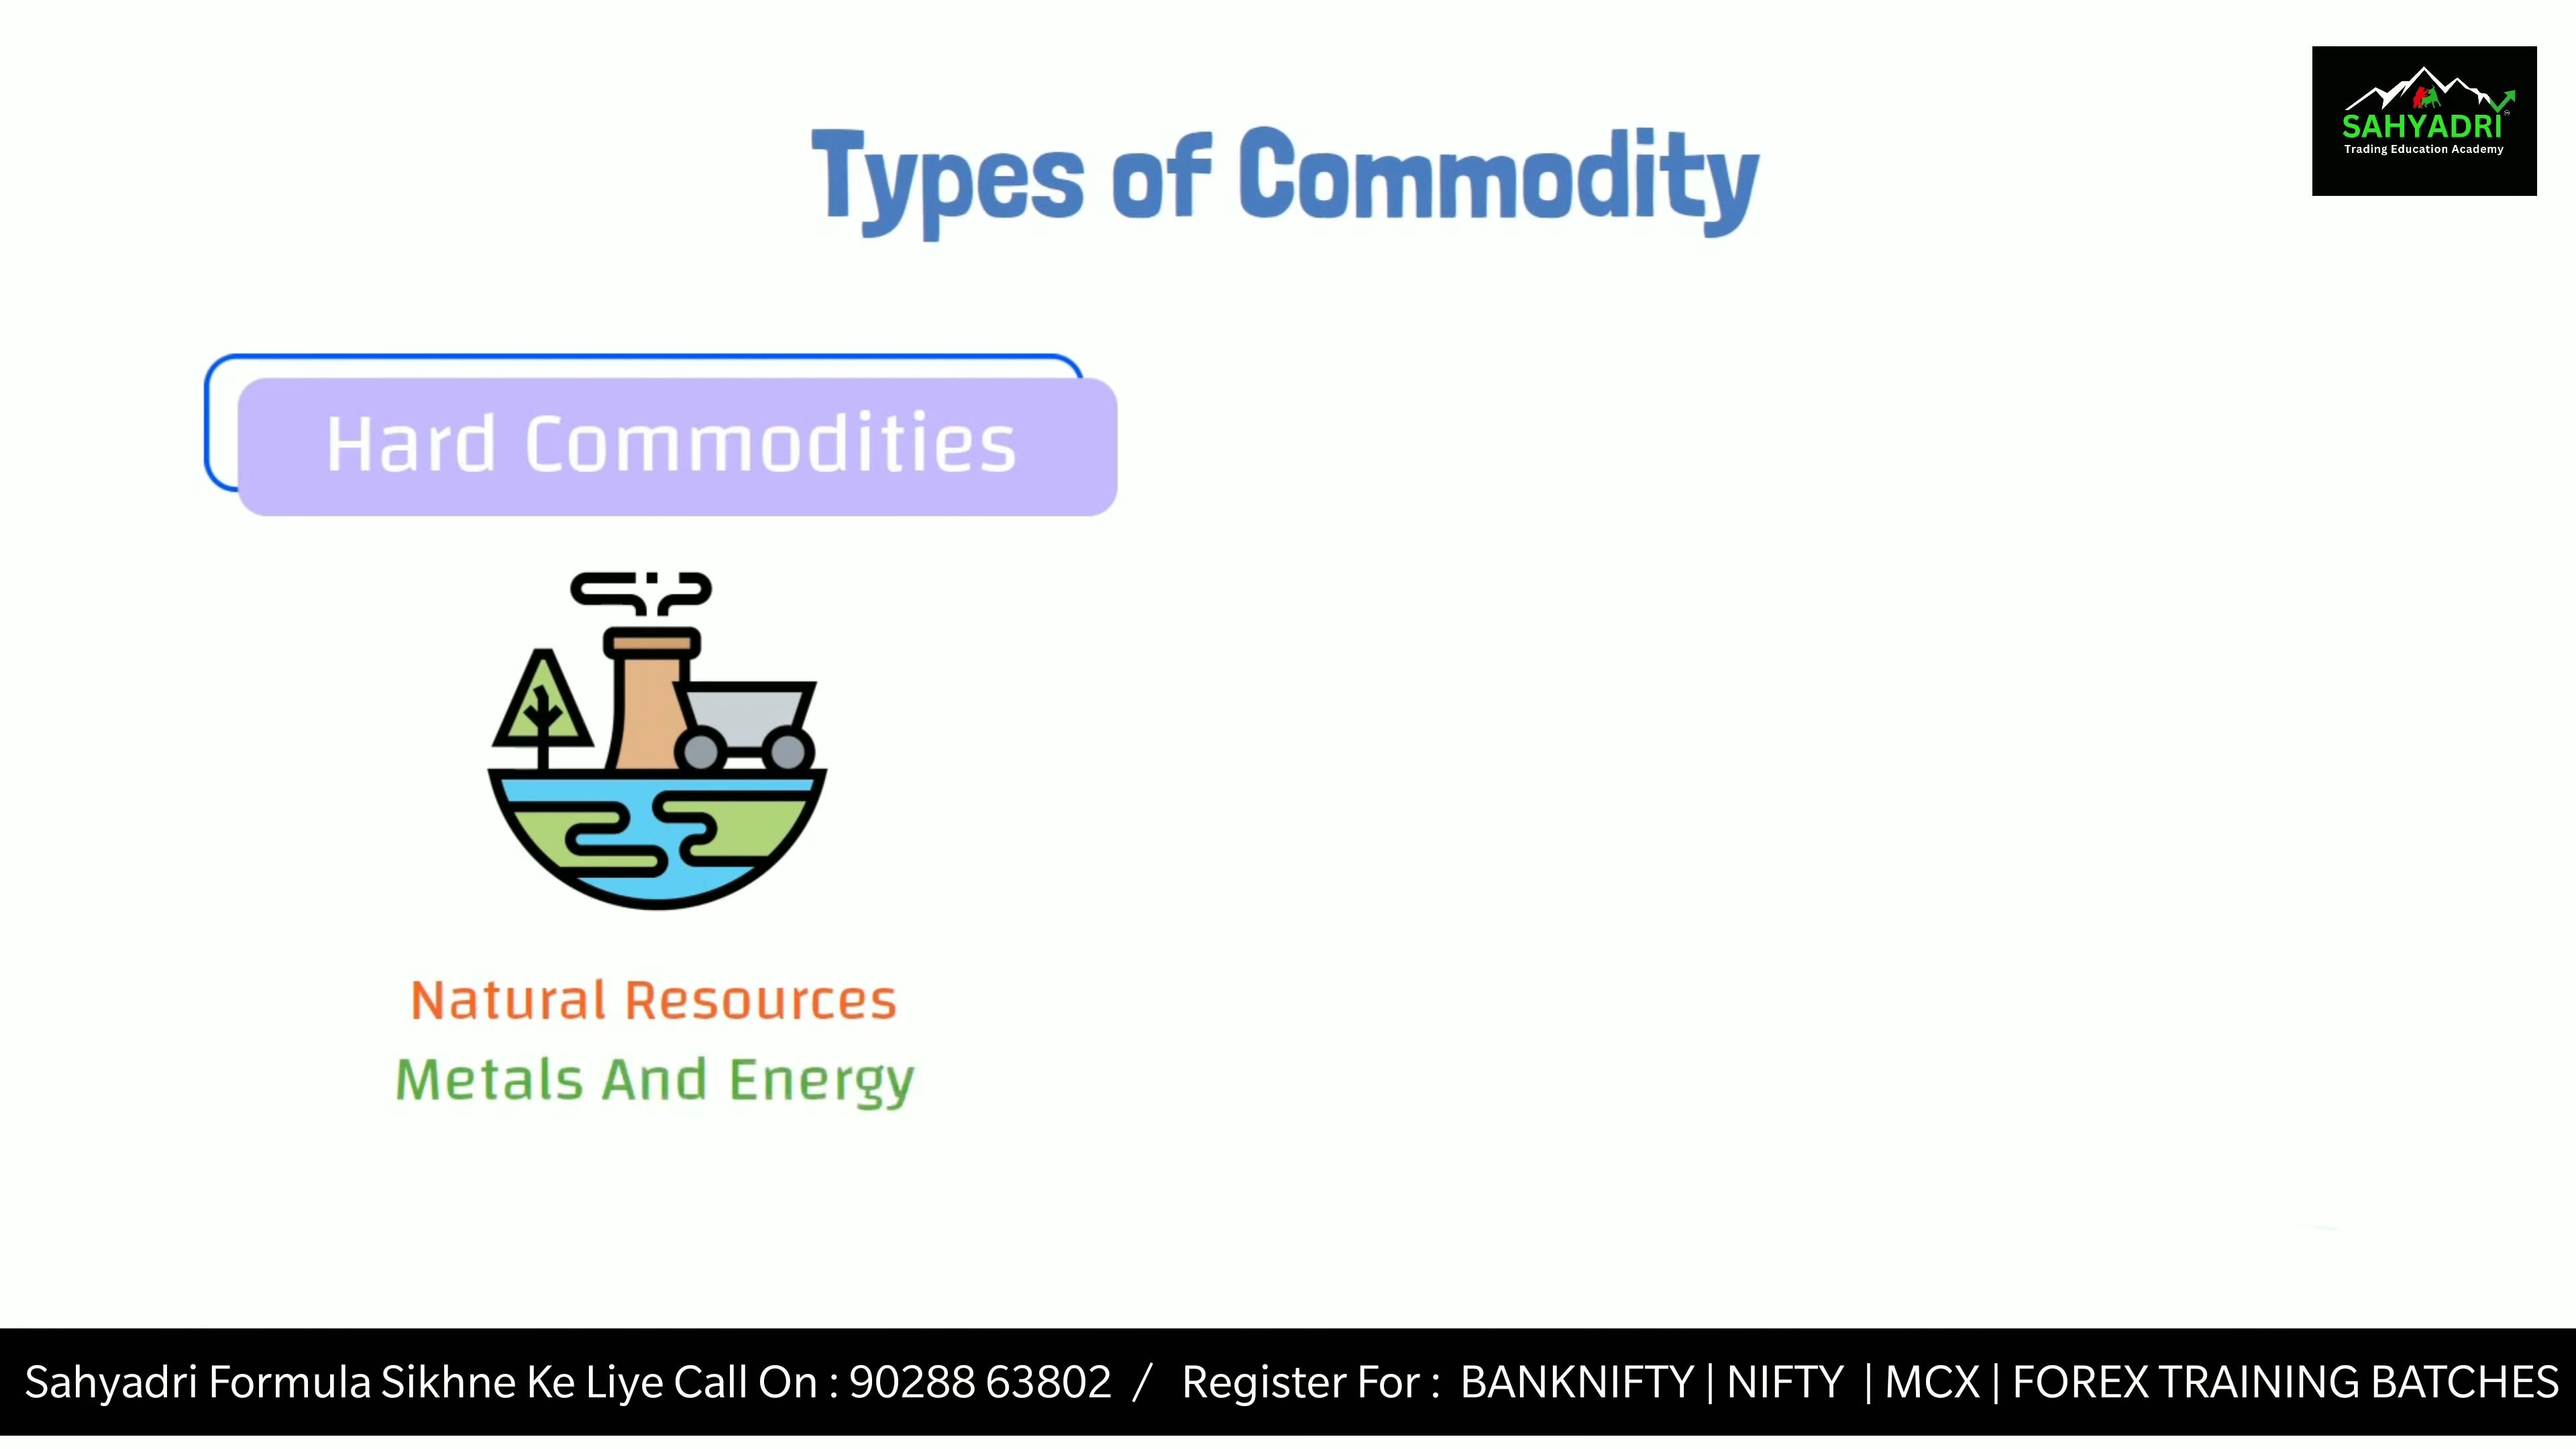 SAHYADRI
Trading Education Academy
Types of Commodity
Hard Commodities
Natural Resources
Metals And Energy
Sahyadri Formula Sikhne Ke Liye Call On : 90288 63802 / Register For : BANKNIFTY | NIFTY | MCX | FOREX TRAINING BATCHES